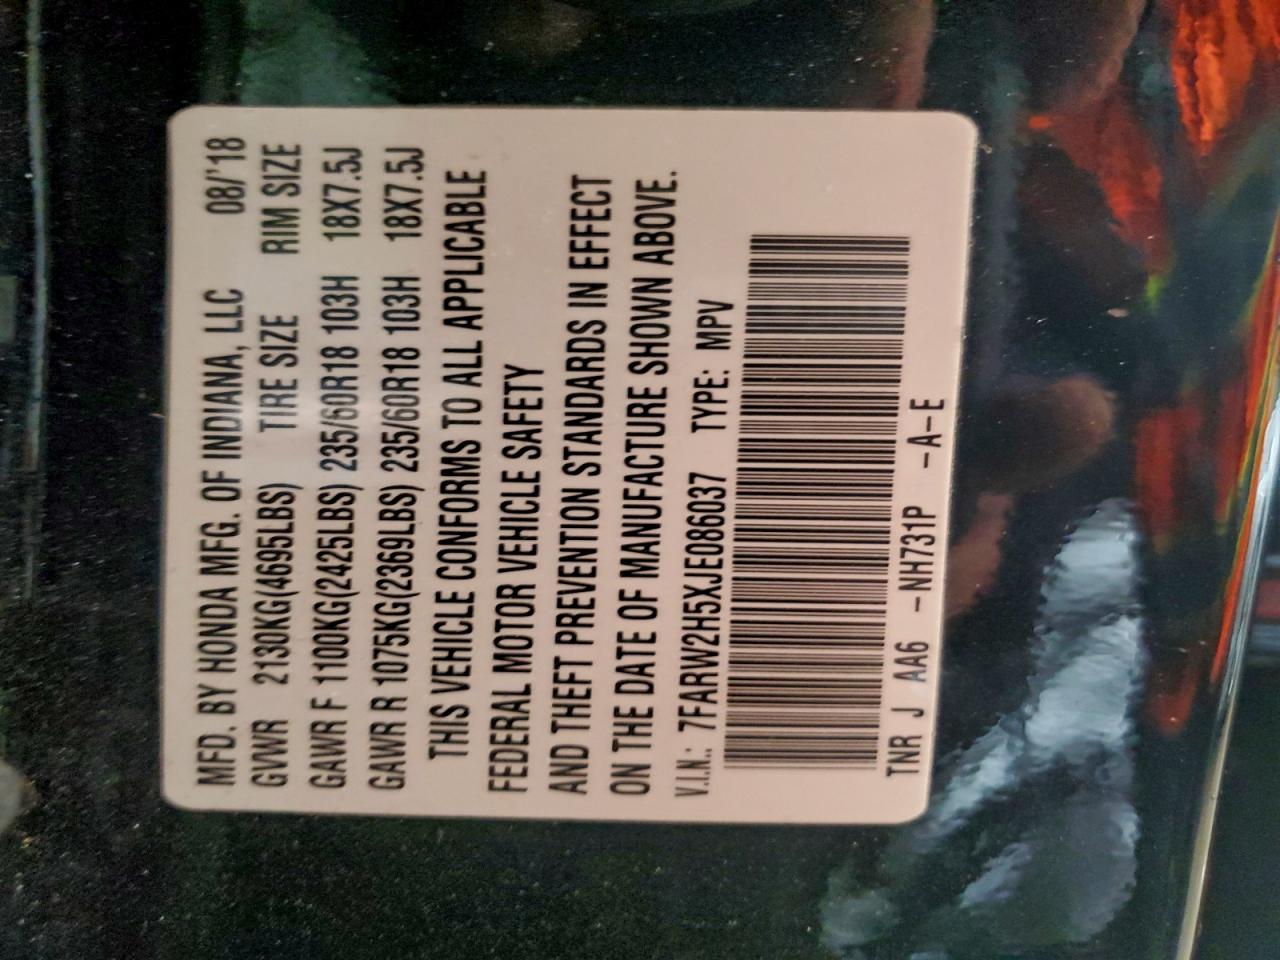 MFD. BY HONDA MFG. OF INDIANA, LLC 08/'18
GVWR 2130KG(4695LBS) TIRE SIZE RIM SIZE
GAWR F 1100KG(2425LBS) 235/60R18 103H 18X7.5J
GAWR R 1075KG(2369LBS) 235/60R18 103H 18X7.5J
THIS VEHICLE CONFORMS TO ALL APPLICABLE
FEDERAL MOTOR VEHICLE SAFETY
AND THEFT PREVENTION STANDARDS IN EFFECT
ON THE DATE OF MANUFACTURE SHOWN ABOVE.
V.I.N.: 7FARW2H5XJE086037 TYPE: MPV
TNR J AA6 -NH731P -A-E